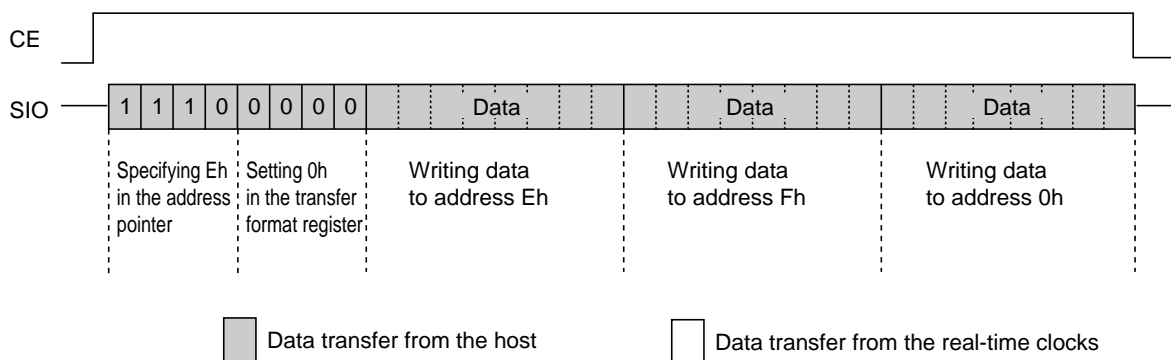 CE
SIO
1 1 1 0 0 0 0 0 Data Data Data
Specifying Eh
in the address
pointer
Setting 0h
in the transfer
format register
Writing data
to address Eh
Writing data
to address Fh
Writing data
to address 0h
Data transfer from the host
Data transfer from the real-time clocks